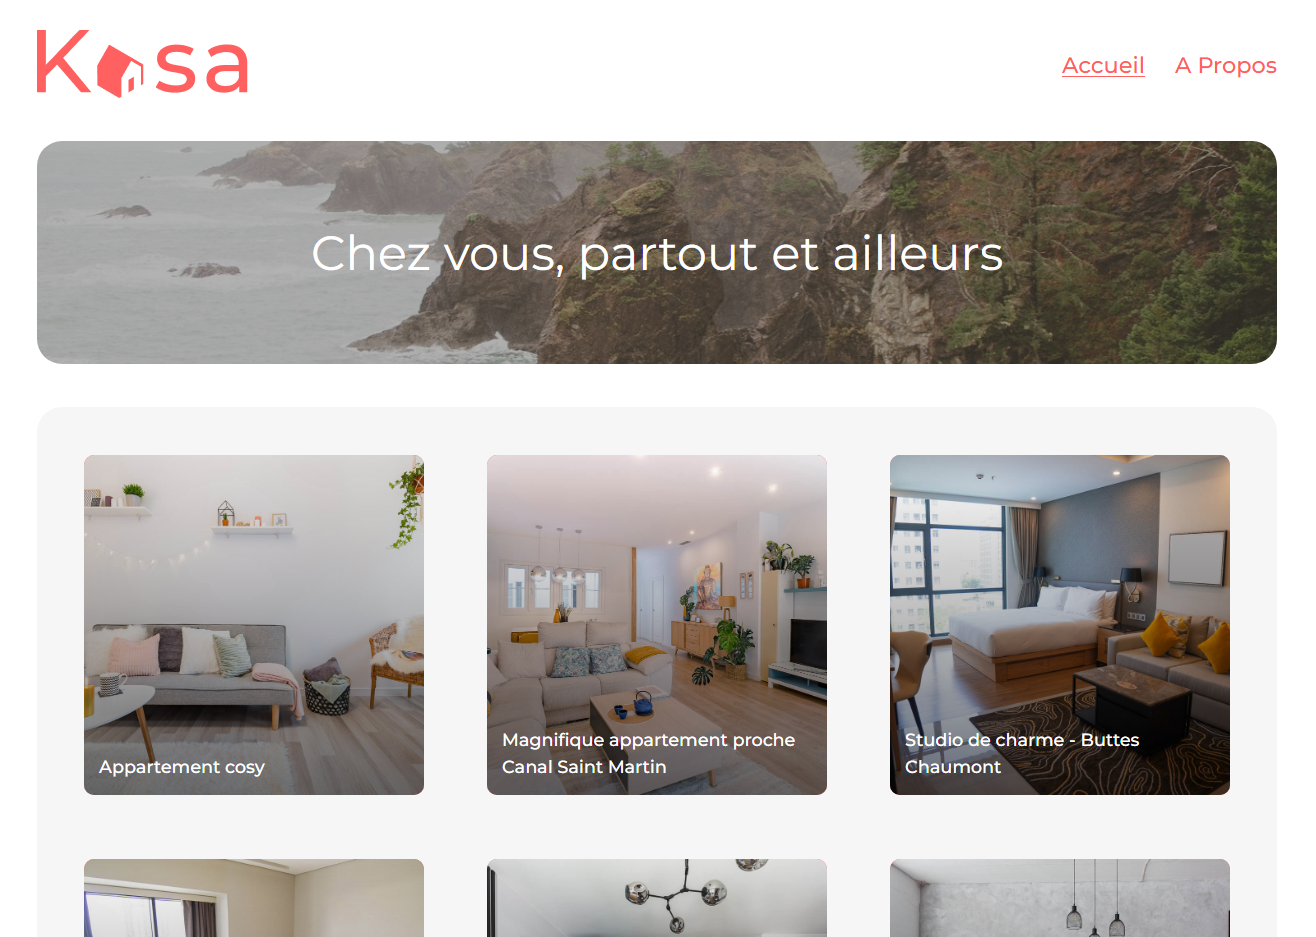 Kasa
Accueil
A Propos
Chez vous, partout et ailleurs
Appartement cosy
Magnifique appartement proche
Canal Saint Martin
Studio de charme - Buttes
Chaumont